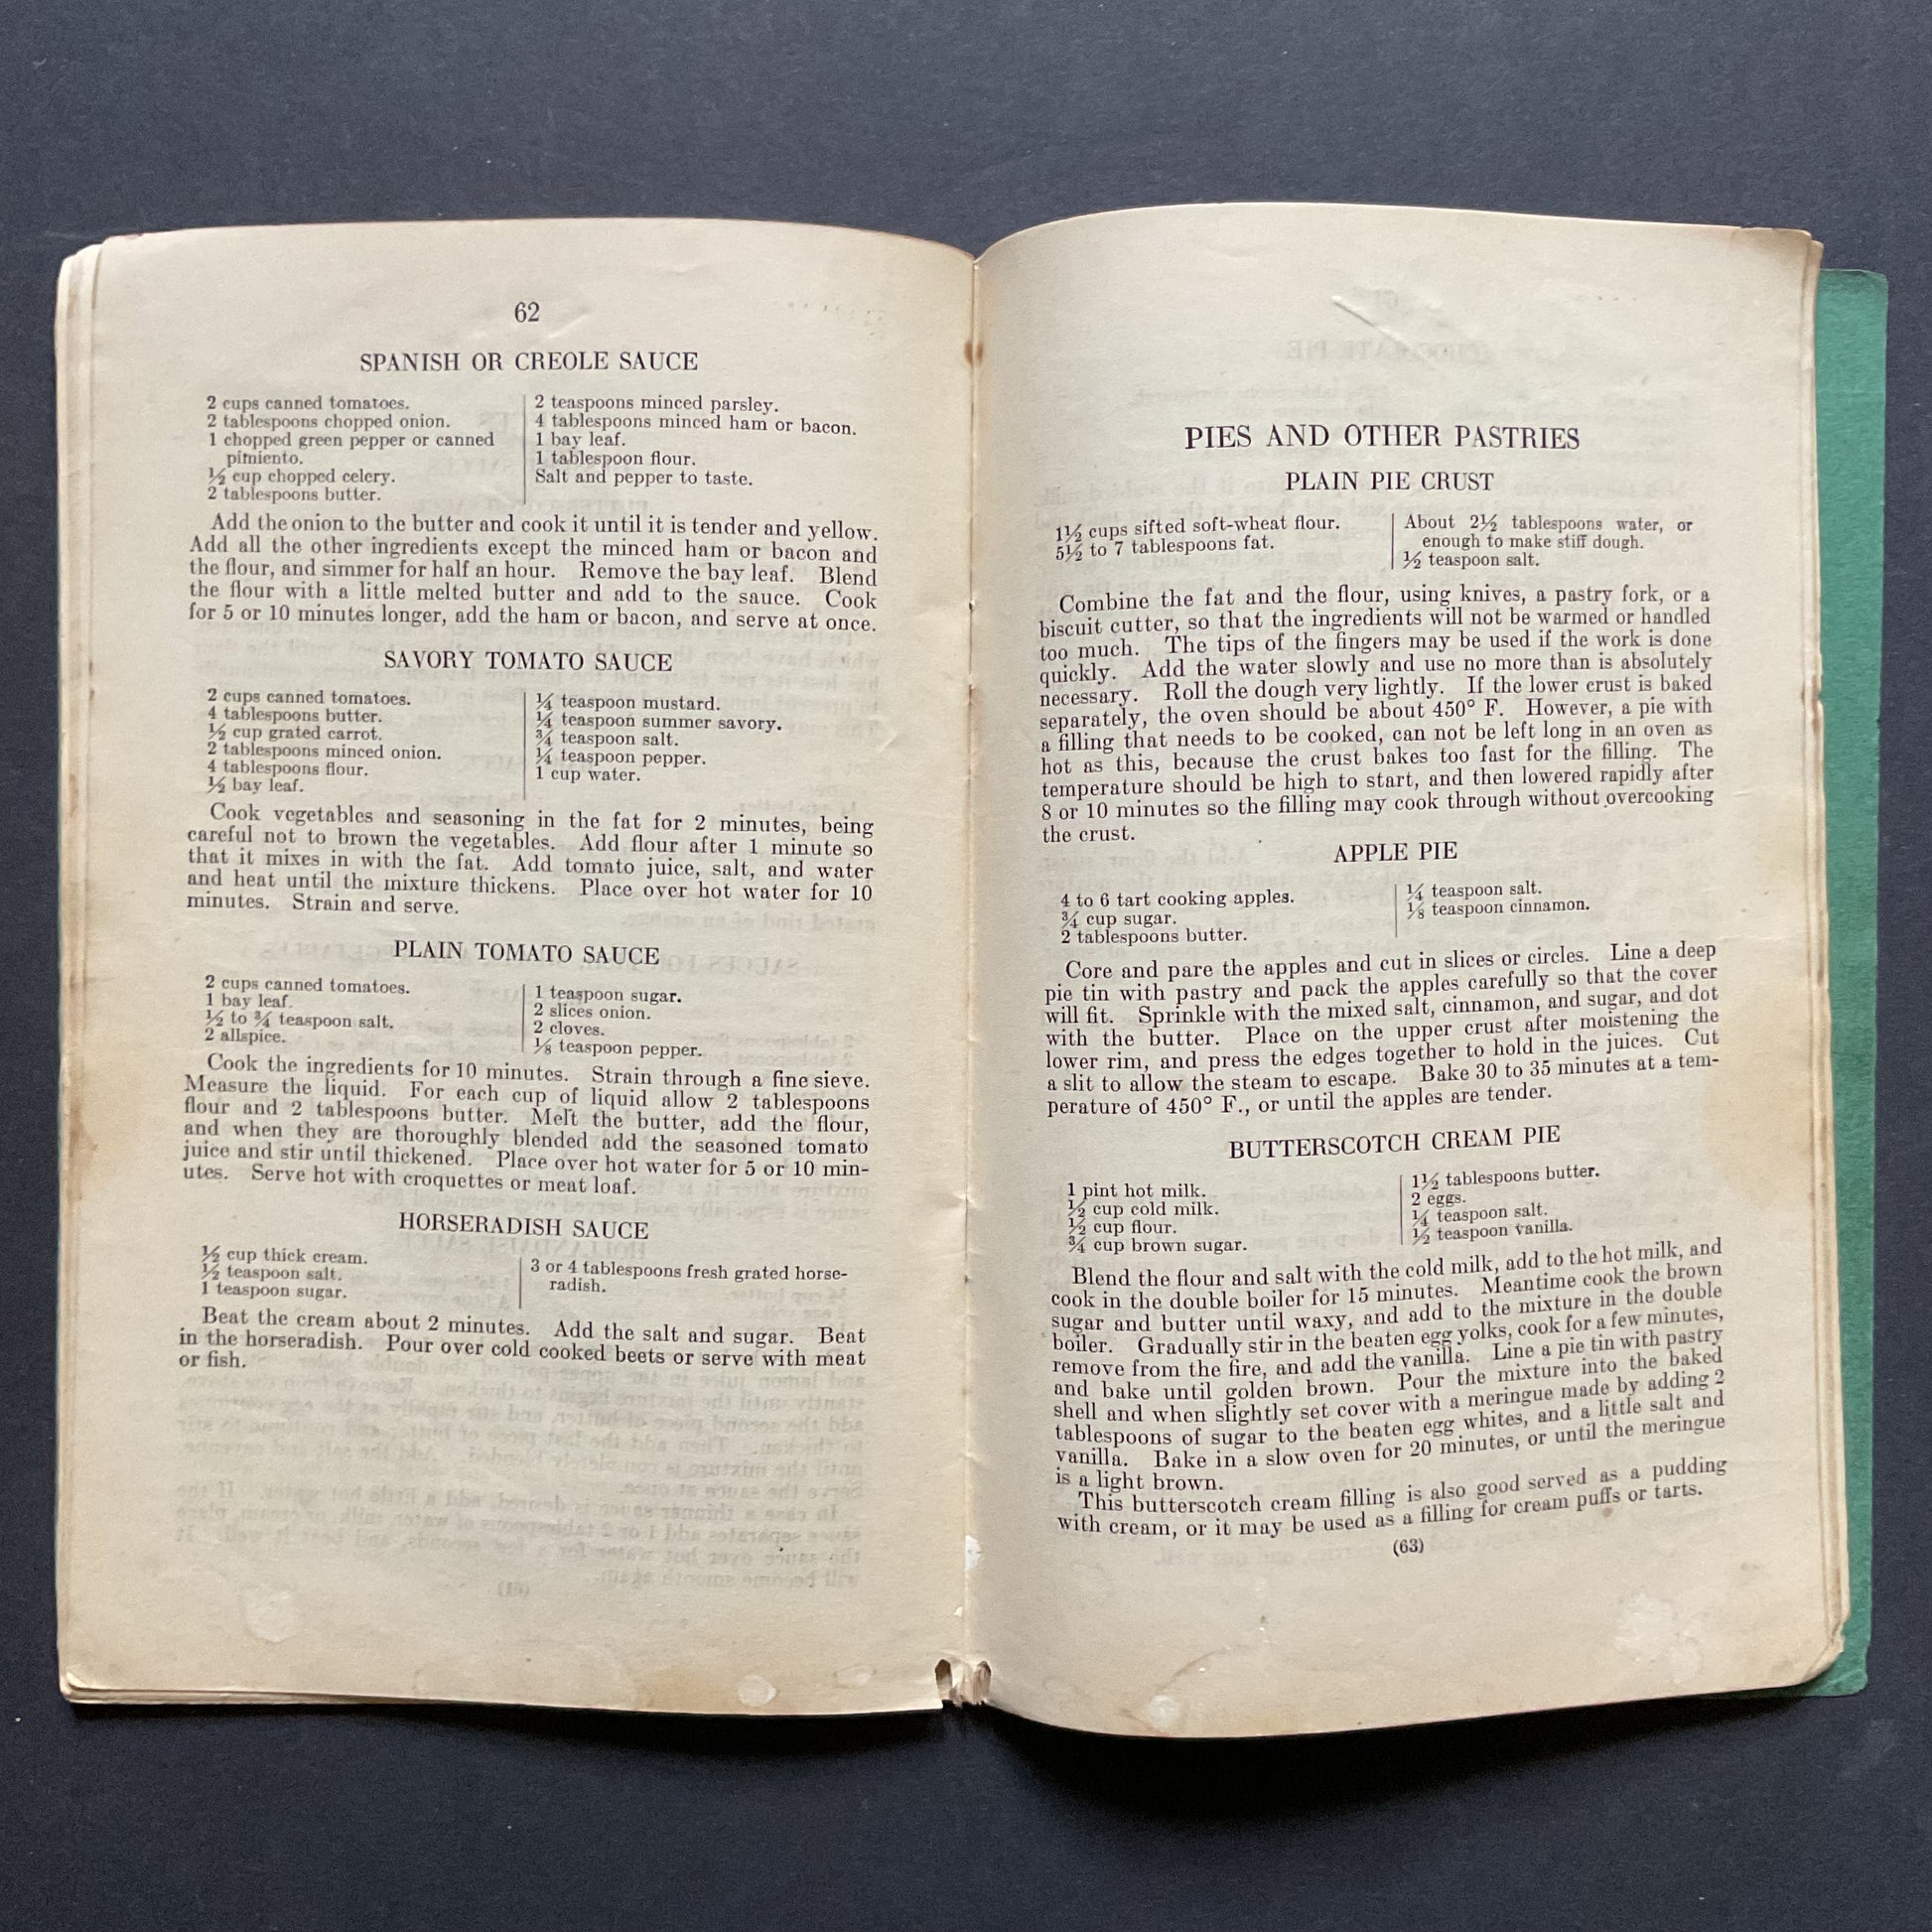 62
SPANISH OR CREOLE SAUCE
2 cups canned tomatoes.
2 tablespoons chopped onion.
1 chopped green pepper or canned
pimiento.
½ cup chopped celery.
2 tablespoons butter.
2 teaspoons minced parsley.
4 tablespoons minced ham or bacon.
1 bay leaf.
1 tablespoon flour.
Salt and pepper to taste.
Add the onion to the butter and cook it until it is tender and yellow.
Add all the other ingredients except the minced ham or bacon and
the flour, and simmer for half an hour. Remove the bay leaf. Blend
the flour with a little melted butter and add to the sauce. Cook
for 5 or 10 minutes longer, add the ham or bacon, and serve at once.
SAVORY TOMATO SAUCE
2 cups canned tomatoes.
4 tablespoons butter.
½ cup grated carrot.
2 tablespoons minced onion.
4 tablespoons flour.
½ bay leaf.
¼ teaspoon mustard.
¼ teaspoon summer savory.
¾ teaspoon salt.
¼ teaspoon pepper.
1 cup water.
Cook vegetables and seasoning in the fat for 2 minutes, being
careful not to brown the vegetables. Add flour after 1 minute so
that it mixes in with the fat. Add tomato juice, salt, and water
and heat until the mixture thickens. Place over hot water for 10
minutes. Strain and serve.
PLAIN TOMATO SAUCE
2 cups canned tomatoes.
1 bay leaf.
½ to ¾ teaspoon salt.
2 allspice.
1 teaspoon sugar.
2 slices onion.
2 cloves.
⅛ teaspoon pepper.
Cook the ingredients for 10 minutes. Strain through a fine sieve.
Measure the liquid. For each cup of liquid allow 2 tablespoons
flour and 2 tablespoons butter. Melt the butter, add the flour,
and when they are thoroughly blended add the seasoned tomato
juice and stir until thickened. Place over hot water for 5 or 10 min-
utes. Serve hot with croquettes or meat loaf.
HORSERADISH SAUCE
½ cup thick cream.
½ teaspoon salt.
1 teaspoon sugar.
3 or 4 tablespoons fresh grated horse-
radish.
Beat the cream about 2 minutes. Add the salt and sugar. Beat
in the horseradish. Pour over cold cooked beets or serve with meat
or fish.
PIES AND OTHER PASTRIES
PLAIN PIE CRUST
1½ cups sifted soft-wheat flour.
5½ to 7 tablespoons fat.
About 2½ tablespoons water, or
enough to make stiff dough.
½ teaspoon salt.
Combine the fat and the flour, using knives, a pastry fork, or a
biscuit cutter, so that the ingredients will not be warmed or handled
too much. The tips of the fingers may be used if the work is done
quickly. Add the water slowly and use no more than is absolutely
necessary. Roll the dough very lightly. If the lower crust is baked
separately, the oven should be about 450° F. However, a pie with
a filling that needs to be cooked, can not be left long in an oven as
hot as this, because the crust bakes too fast for the filling. The
temperature should be high to start, and then lowered rapidly after
8 or 10 minutes so the filling may cook through without overcooking
the crust.
APPLE PIE
4 to 6 tart cooking apples.
¾ cup sugar.
2 tablespoons butter.
¼ teaspoon salt.
⅛ teaspoon cinnamon.
Core and pare the apples and cut in slices or circles. Line a deep
pie tin with pastry and pack the apples carefully so that the cover
will fit. Sprinkle with the mixed salt, cinnamon, and sugar, and dot
with the butter. Place on the upper crust after moistening the
lower rim, and press the edges together to hold in the juices. Cut
a slit to allow the steam to escape. Bake 30 to 35 minutes at a tem-
perature of 450° F., or until the apples are tender.
BUTTERSCOTCH CREAM PIE
1 pint hot milk.
½ cup cold milk.
½ cup flour.
¾ cup brown sugar.
1½ tablespoons butter.
2 eggs.
¼ teaspoon salt.
½ teaspoon vanilla.
Blend the flour and salt with the cold milk, add to the hot milk, and
cook in the double boiler for 15 minutes. Meantime cook the brown
sugar and butter until waxy, and add to the mixture in the double
boiler. Gradually stir in the beaten egg yolks, cook for a few minutes,
remove from the fire, and add the vanilla. Line a pie tin with pastry
and bake until golden brown. Pour the mixture into the baked
shell and when slightly set cover with a meringue made by adding 2
tablespoons of sugar to the beaten egg whites, and a little salt and
vanilla. Bake in a slow oven for 20 minutes, or until the meringue
is a light brown.
This butterscotch cream filling is also good served as a pudding
with cream, or it may be used as a filling for cream puffs or tarts.
(63)